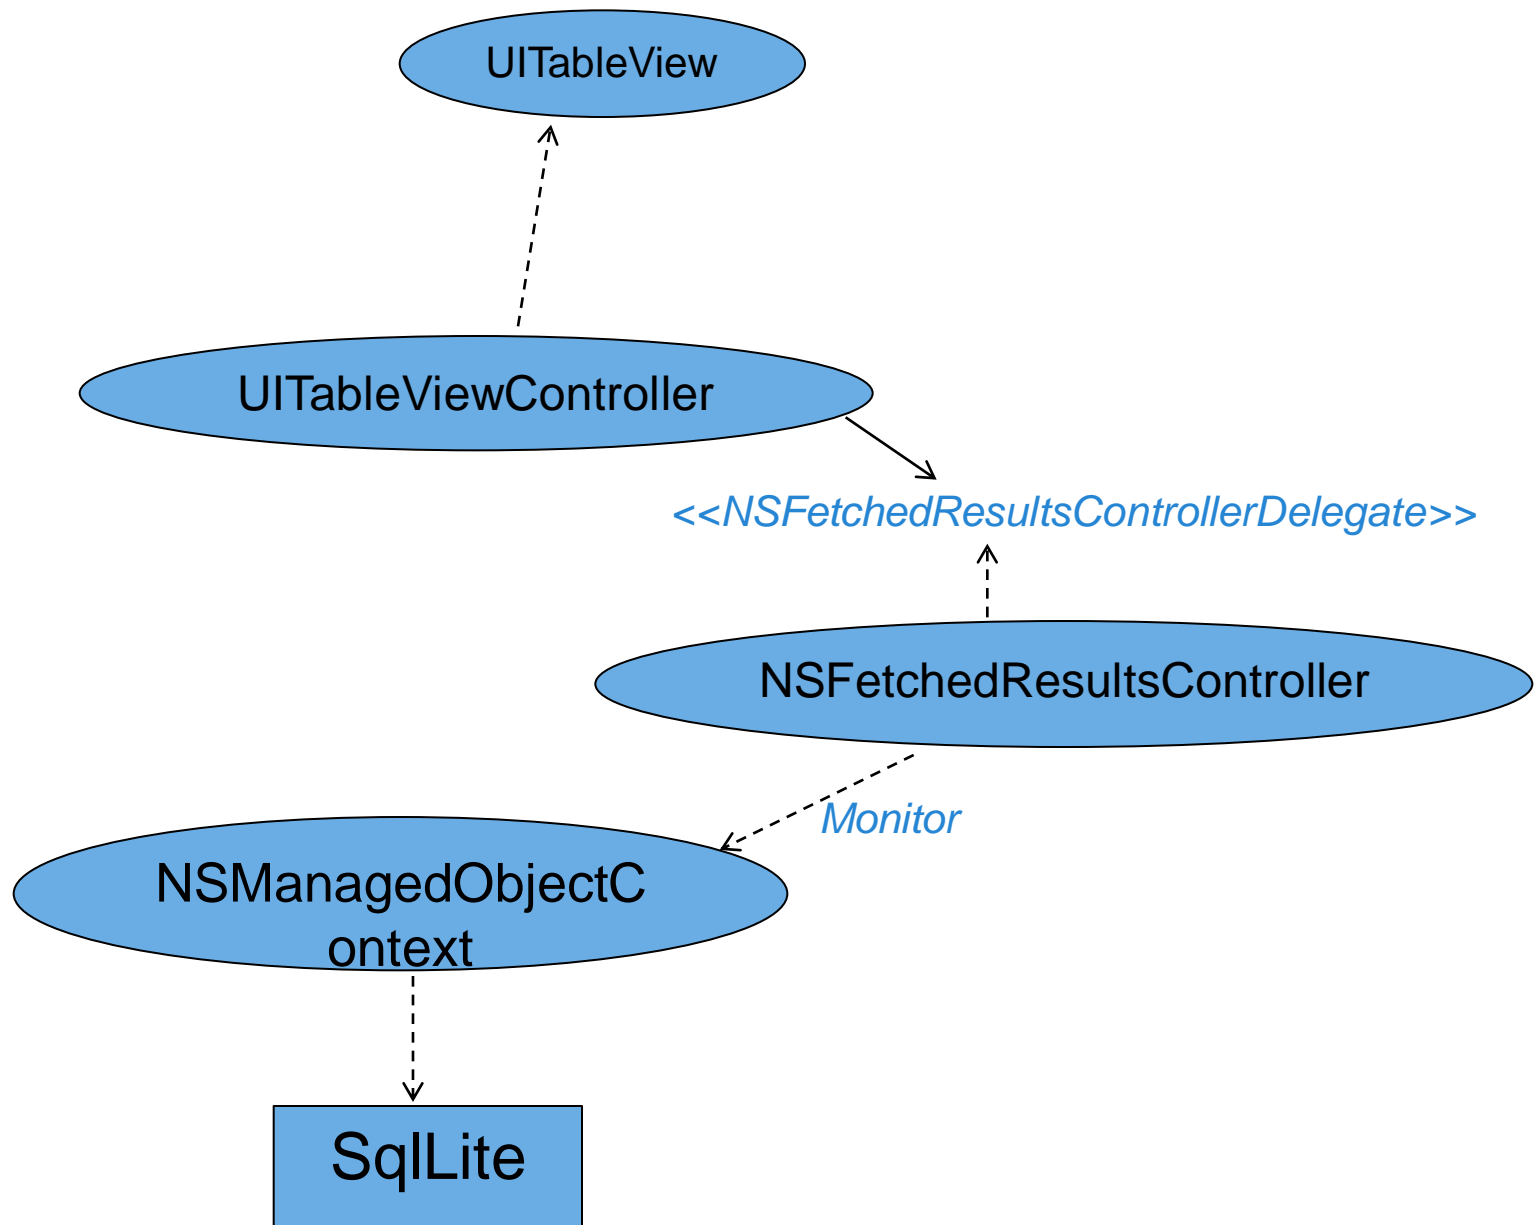 UITableView
UITableViewController
<<NSFetchedResultsControllerDelegate>>
NSFetchedResultsController
Monitor
NSManagedObjectC
ontext
SqlLite